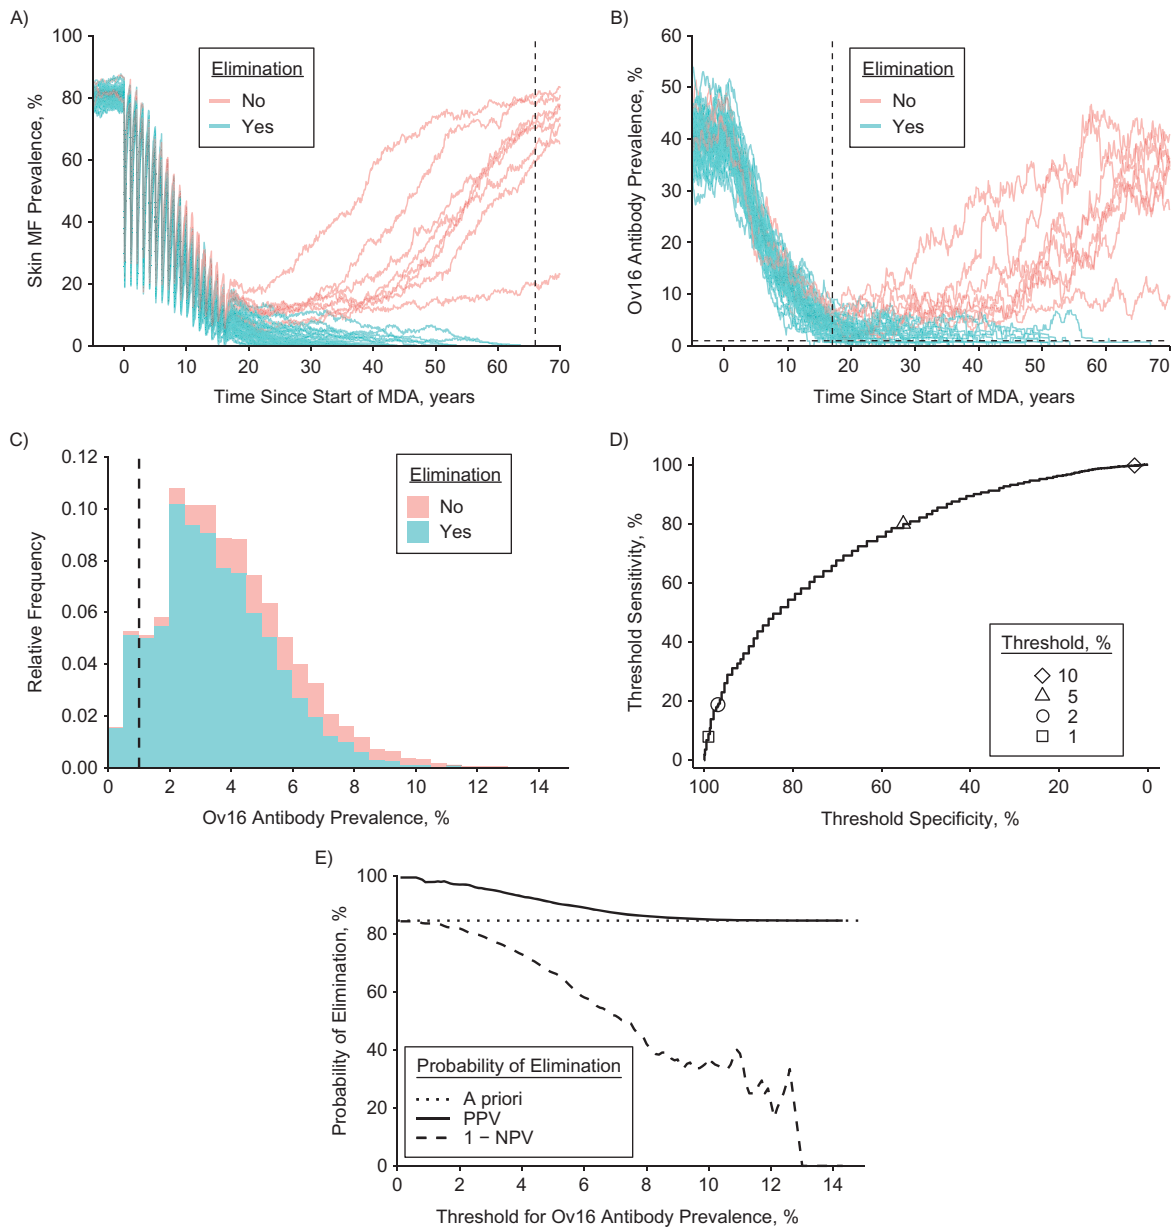 A)
100
80
60
40
20
0
Skin MF Prevalence, %
Elimination
No
Yes
0 10 20 30 40 50 60 70
Time Since Start of MDA, years
B)
60
50
40
30
20
10
0
Ov16 Antibody Prevalence, %
Elimination
No
Yes
0 10 20 30 40 50 60 70
Time Since Start of MDA, years
C)
0.12
0.10
0.08
0.06
0.04
0.02
0.00
Relative Frequency
Elimination
No
Yes
0 2 4 6 8 10 12 14
Ov16 Antibody Prevalence, %
D)
100
80
60
40
20
0
Threshold Sensitivity, %
Threshold, %
10
5
2
1
100 80 60 40 20 0
Threshold Specificity, %
E)
100
80
60
40
20
0
Probability of Elimination, %
Probability of Elimination
A priori
PPV
1 − NPV
0 2 4 6 8 10 12 14
Threshold for Ov16 Antibody Prevalence, %